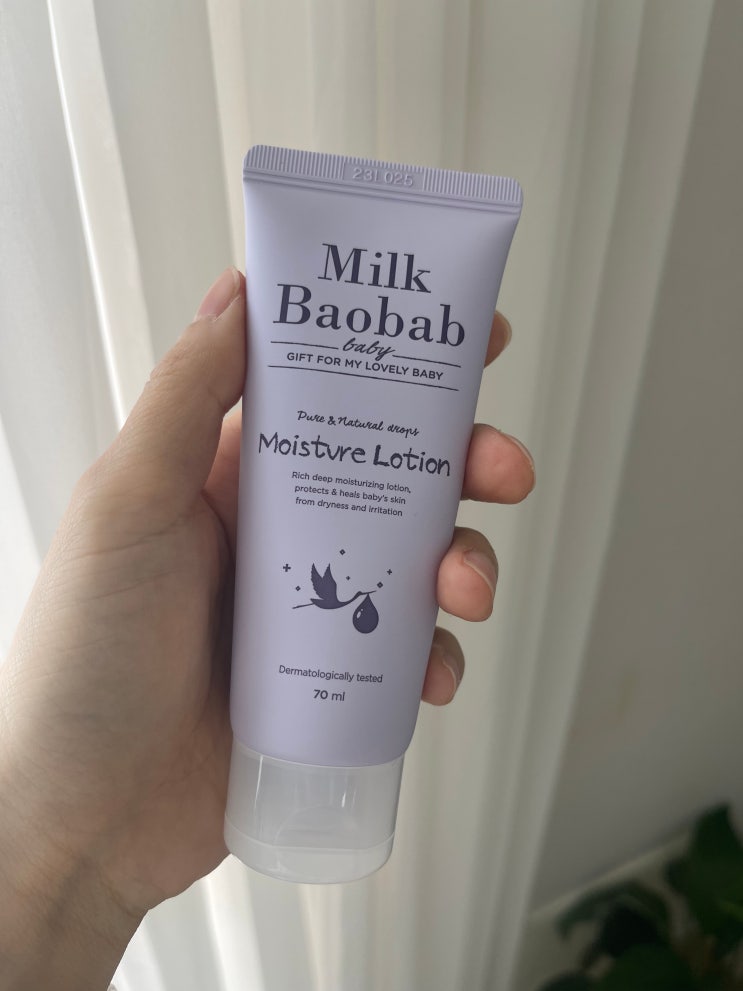 23L025
Milk
Baobab
baby
GIFT FOR MY LOVELY BABY
Pure & Natural drops
Moisture Lotion
Rich deep moisturizing lotion,
protects & heals baby's skin
from dryness and irritation
Dermatologically tested
70 ml